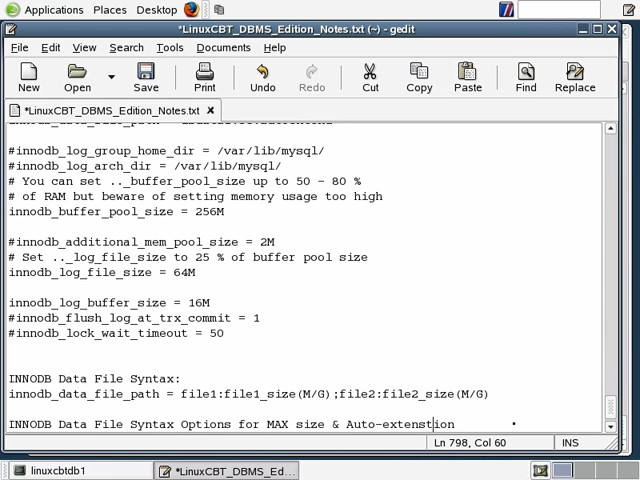 Applications Places Desktop
*LinuxCBT_DBMS_Edition_Notes.txt (~) - gedit
File Edit View Search Tools Documents Help
New Open Save Print Undo Redo Cut Copy Paste Find Replace
*LinuxCBT_DBMS_Edition_Notes.txt
#innodb_log_group_home_dir = /var/lib/mysql/
#innodb_log_arch_dir = /var/lib/mysql/
# You can set .._buffer_pool_size up to 50 - 80 %
# of RAM but beware of setting memory usage too high
innodb_buffer_pool_size = 256M
#innodb_additional_mem_pool_size = 2M
# Set .._log_file_size to 25 % of buffer pool size
innodb_log_file_size = 64M
innodb_log_buffer_size = 16M
#innodb_flush_log_at_trx_commit = 1
#innodb_lock_wait_timeout = 50
INNODB Data File Syntax:
innodb_data_file_path = file1:file1_size(M/G);file2:file2_size(M/G)
INNODB Data File Syntax Options for MAX size & Auto-extenstion
Ln 798, Col 60 INS
linuxcbtdb1 *LinuxCBT_DBMS_Ed...